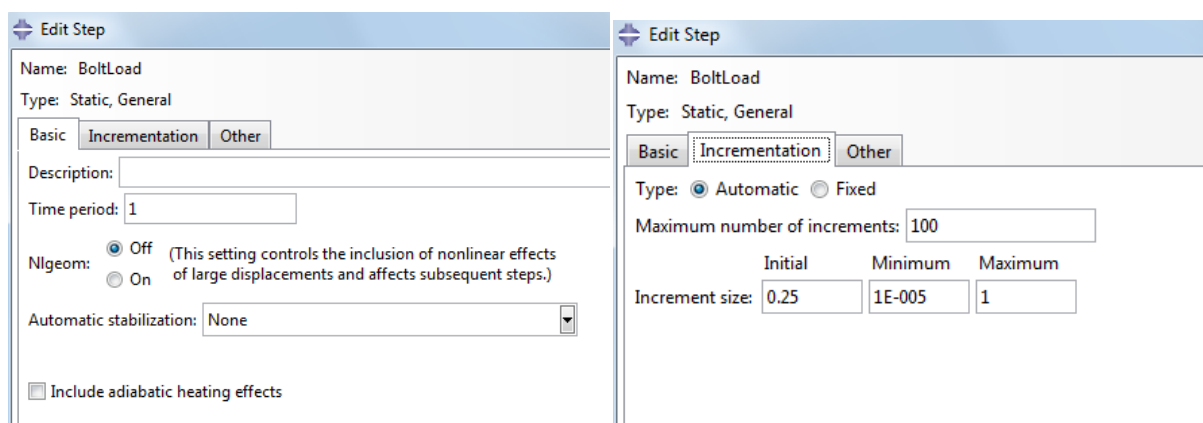 Edit Step
Name: BoltLoad
Type: Static, General
Basic Incrementation Other
Description:
Time period: 1
Nlgeom:
Off (This setting controls the inclusion of nonlinear effects
On of large displacements and affects subsequent steps.)
Automatic stabilization: None
Include adiabatic heating effects
Edit Step
Name: BoltLoad
Type: Static, General
Basic Incrementation Other
Type: Automatic Fixed
Maximum number of increments: 100
Initial Minimum Maximum
Increment size: 0.25 1E-005 1